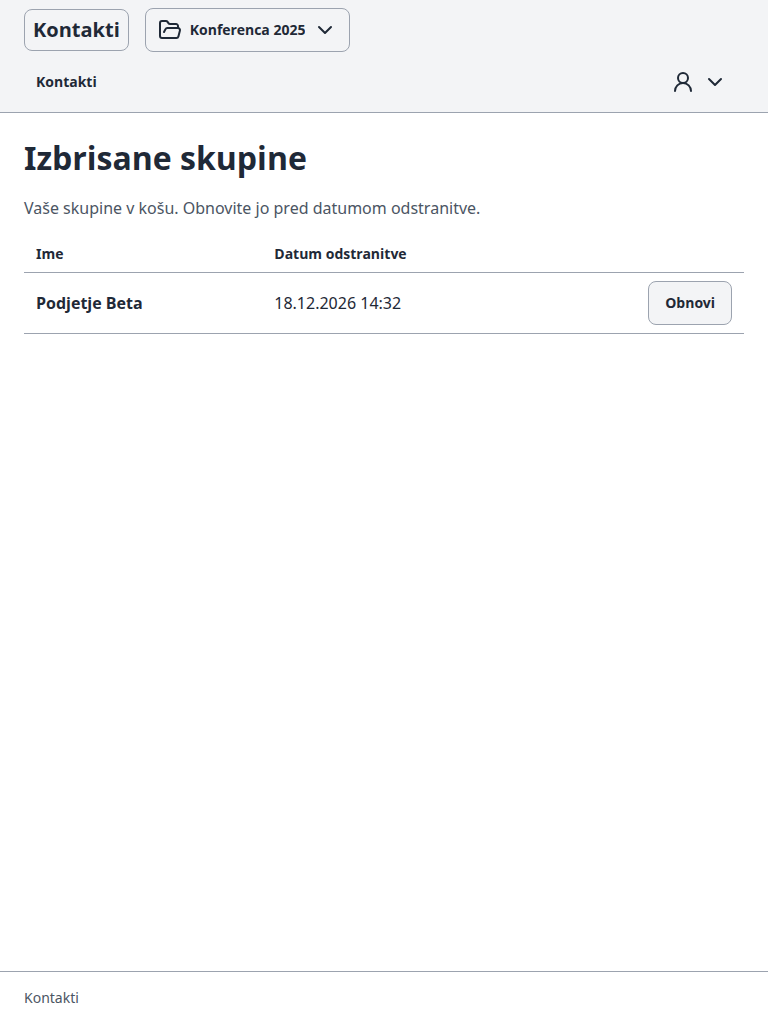 Kontakti
Konferenca 2025
Kontakti
Izbrisane skupine
Vaše skupine v košu. Obnovite jo pred datumom odstranitve.
Ime Datum odstranitve
Podjetje Beta 18.12.2026 14:32 Obnovi
Kontakti